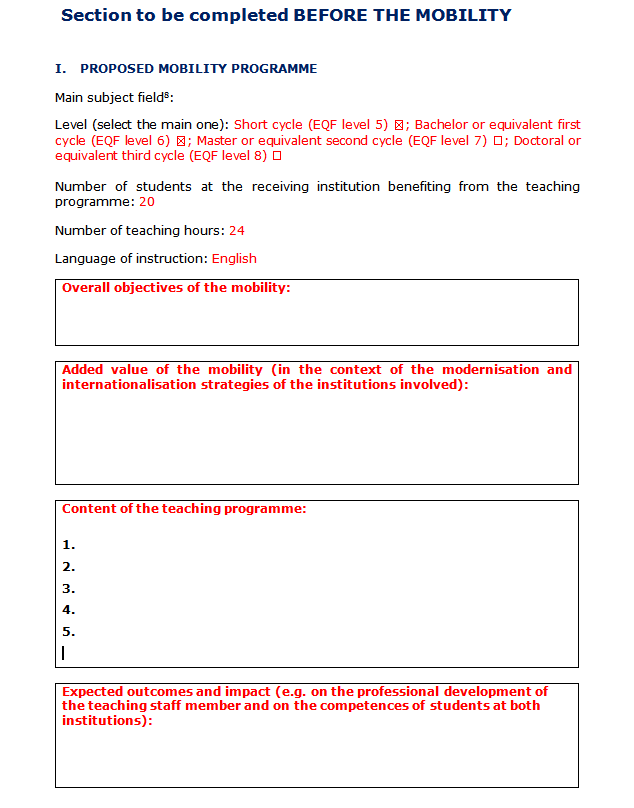 Section to be completed BEFORE THE MOBILITY
I. PROPOSED MOBILITY PROGRAMME
Main subject field⁸:
Level (select the main one): Short cycle (EQF level 5) ☒; Bachelor or equivalent first
cycle (EQF level 6) ☒; Master or equivalent second cycle (EQF level 7) ☐; Doctoral or
equivalent third cycle (EQF level 8) ☐
Number of students at the receiving institution benefiting from the teaching
programme: 20
Number of teaching hours: 24
Language of instruction: English
Overall objectives of the mobility:
Added value of the mobility (in the context of the modernisation and
internationalisation strategies of the institutions involved):
Content of the teaching programme:
1.
2.
3.
4.
5.
Expected outcomes and impact (e.g. on the professional development of
the teaching staff member and on the competences of students at both
institutions):